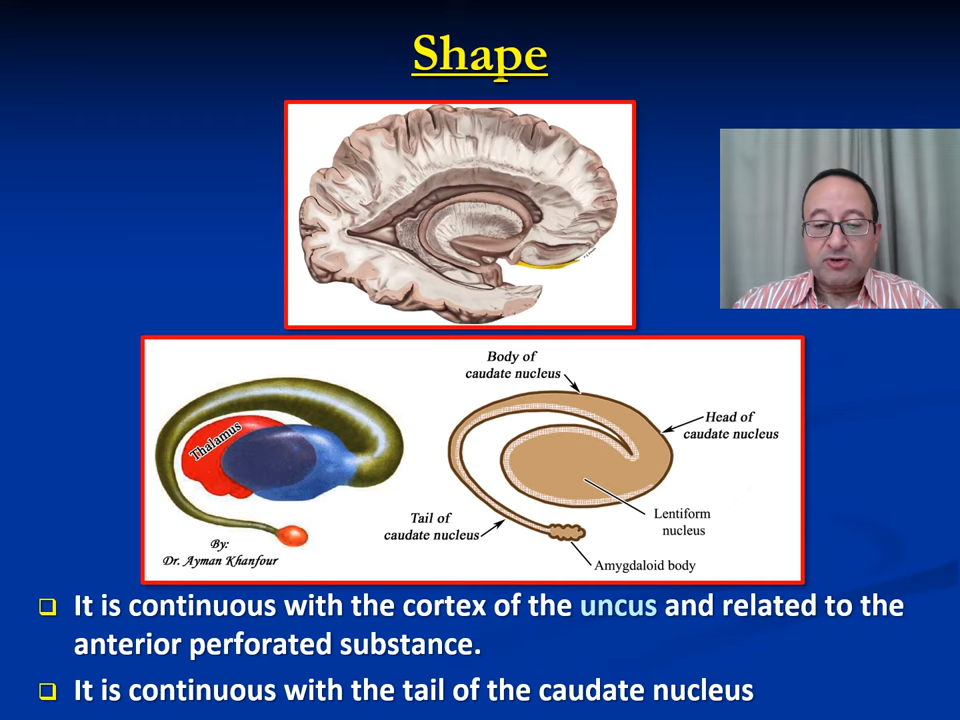 Shape
Body of
caudate nucleus
Head of
caudate nucleus
Thalamus
Lentiform
nucleus
Tail of
caudate nucleus
By:
Dr. Ayman Khanfour
Amygdaloid body
It is continuous with the cortex of the uncus and related to the
anterior perforated substance.
It is continuous with the tail of the caudate nucleus